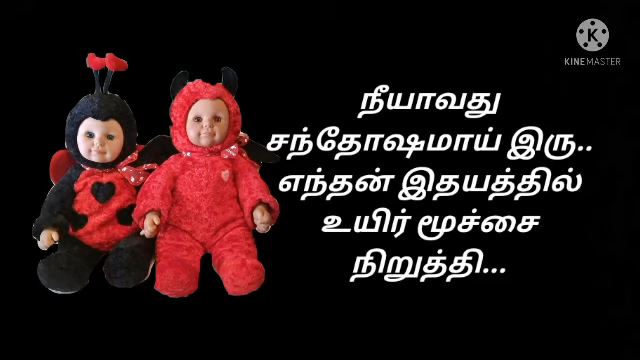 K
KINEMASTER
நீயாவது
சந்தோஷமாய் இரு..
எந்தன் இதயத்தில்
உயிர் மூச்சை
நிறுத்தி...